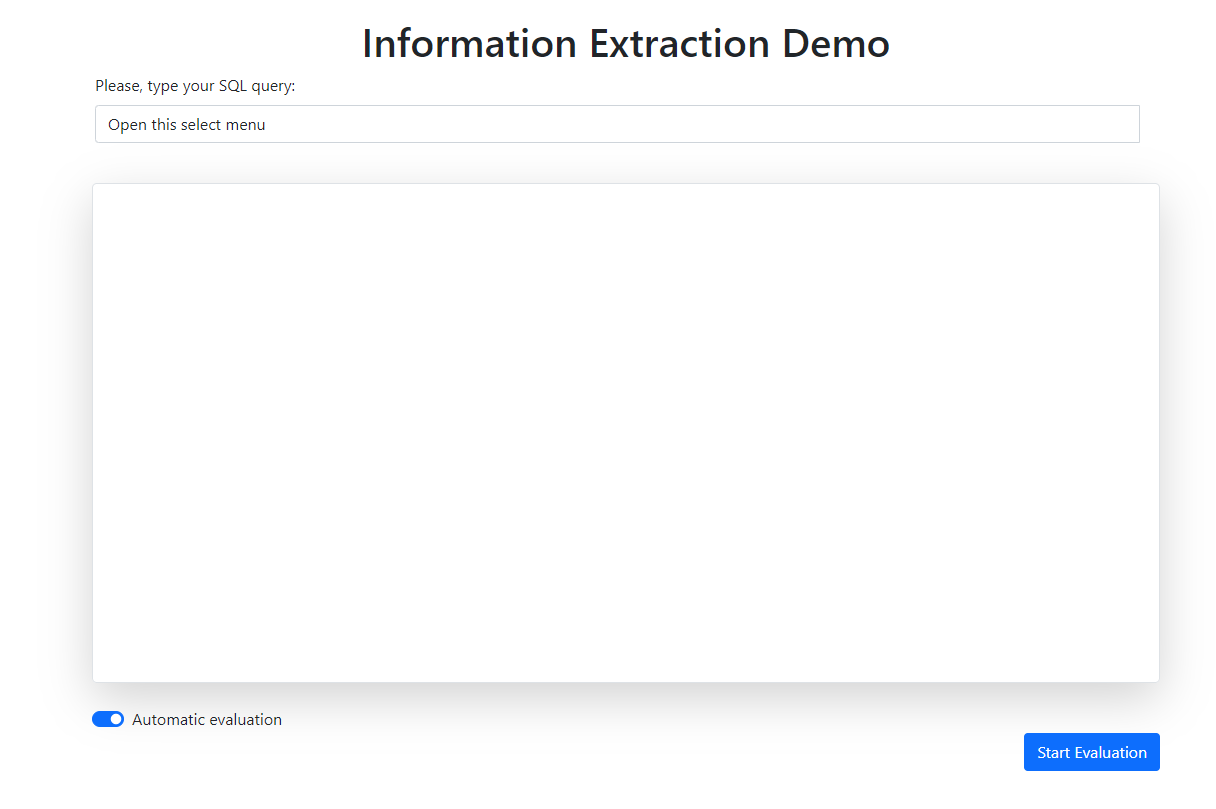 Information Extraction Demo
Please, type your SQL query:
Open this select menu
Automatic evaluation
Start Evaluation